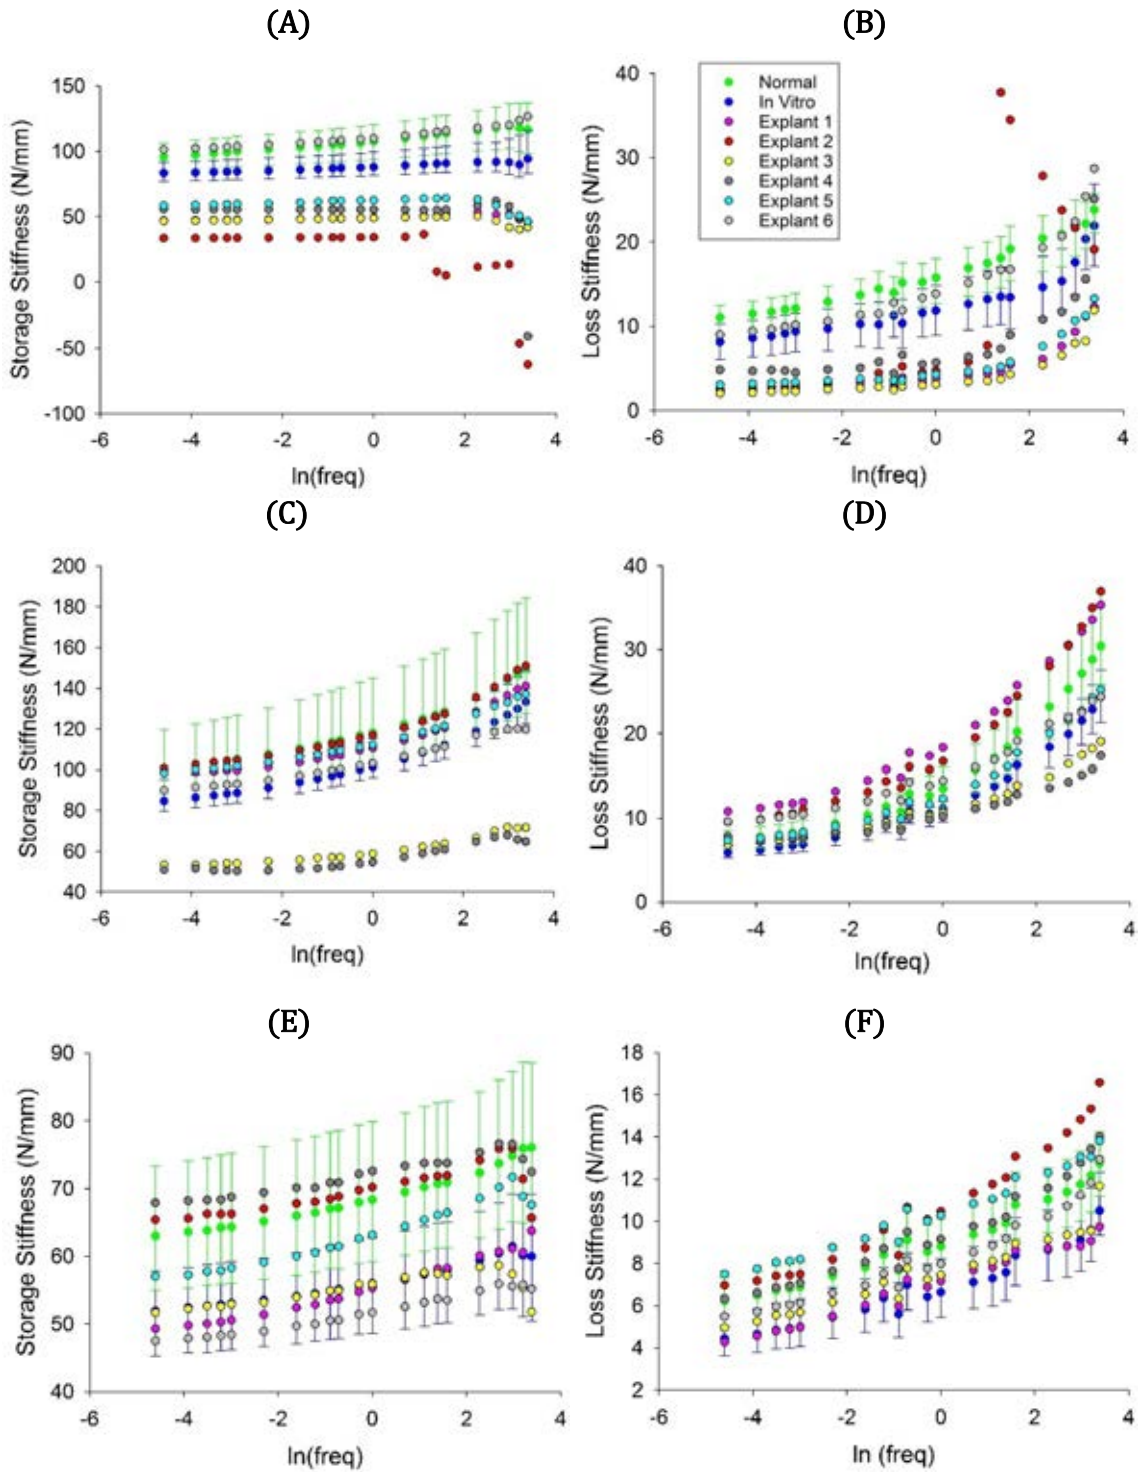 (A)
(B)
150
100
50
0
-50
-100
Storage Stiffness (N/mm)
-6 -4 -2 0 2 4
ln(freq)
40
30
20
10
0
Loss Stiffness (N/mm)
Normal
In Vitro
Explant 1
Explant 2
Explant 3
Explant 4
Explant 5
Explant 6
-6 -4 -2 0 2 4
ln(freq)
(C)
(D)
200
180
160
140
120
100
80
60
40
Storage Stiffness (N/mm)
-6 -4 -2 0 2 4
ln(freq)
40
30
20
10
0
Loss Stiffness (N/mm)
-6 -4 -2 0 2 4
ln(freq)
(E)
(F)
90
80
70
60
50
40
Storage Stiffness (N/mm)
-6 -4 -2 0 2 4
ln(freq)
18
16
14
12
10
8
6
4
2
Loss Stiffness (N/mm)
-6 -4 -2 0 2 4
ln (freq)